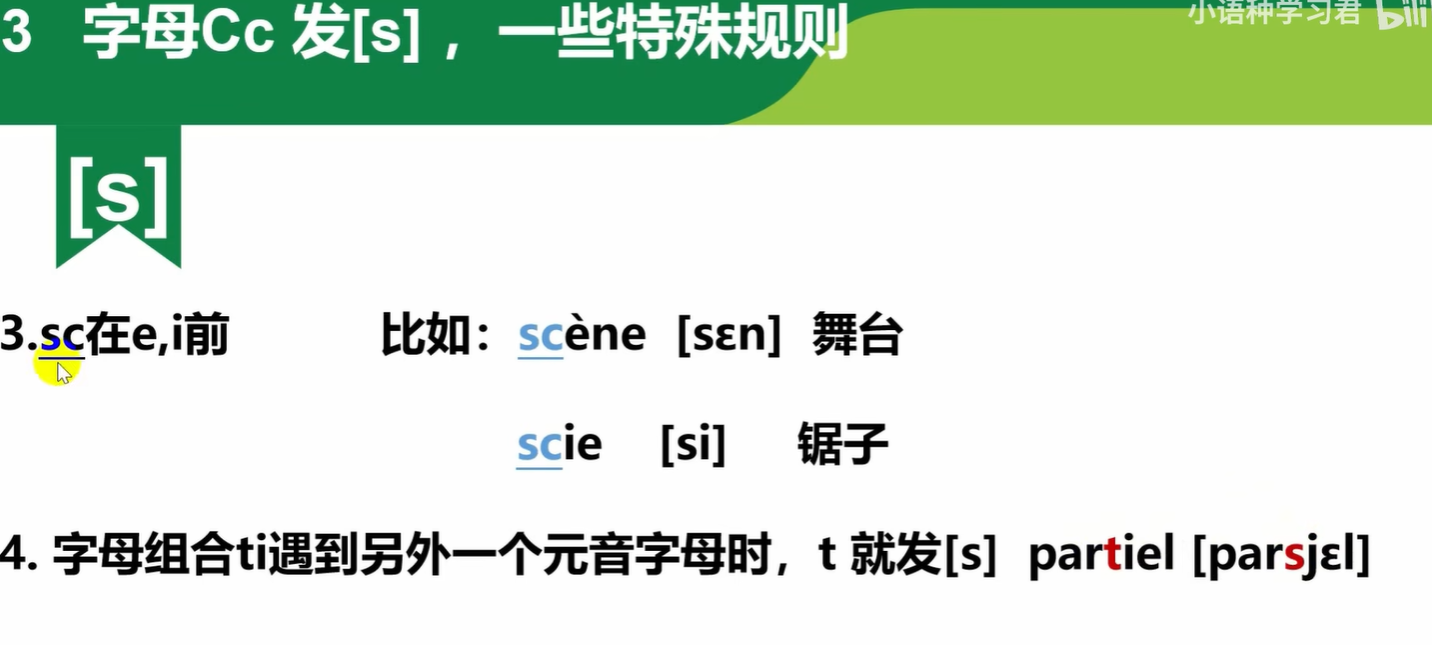 3 字母Cc 发[s] ，一些特殊规则
小语种学习君 bili
[s]
3.sc在e,i前 比如：scène [sɛn] 舞台
scie [si] 锯子
4. 字母组合ti遇到另外一个元音字母时，t 就发[s] partiel [parsjɛl]